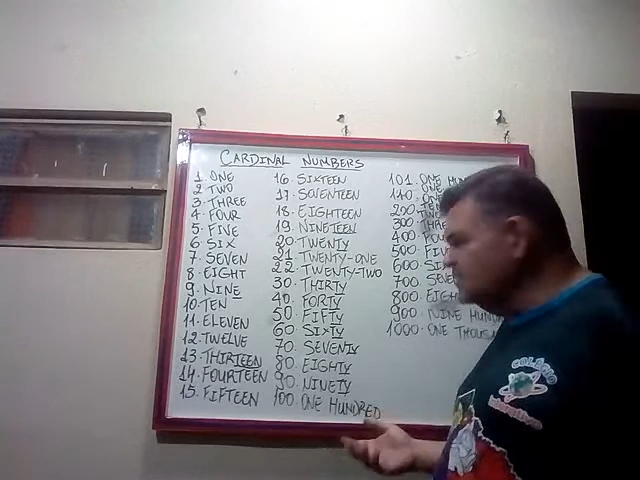 CARDINAL NUMBERS
1. ONE
2. TWO
3. THREE
4. FOUR
5. FIVE
6. SIX
7. SEVEN
8. EIGHT
9. NINE
10. TEN
11. ELEVEN
12. TWELVE
13. THIRTEEN
14. FOURTEEN
15. FIFTEEN
16. SIXTEEN
17. SEVENTEEN
18. EIGHTEEN
19. NINETEEN
20. TWENTY
21. TWENTY-ONE
22. TWENTY-TWO
30. THIRTY
40. FORTY
50. FIFTY
60. SIXTY
70. SEVENTY
80. EIGHTY
90. NINETY
100. ONE HUNDRED
101. ONE
110. ONE
200.
300.
400.
500.
600.
700.
800.
900. NINE
1000. ONE
COLÉGIO